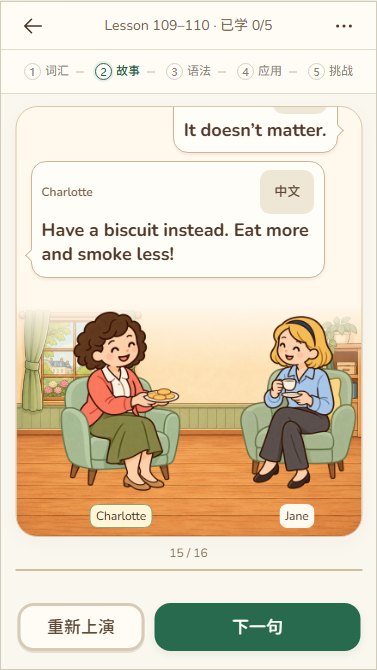 Lesson 109–110 · 已学 0/5
1 词汇 – 2 故事 – 3 语法 – 4 应用 – 5 挑战
It doesn’t matter.
Charlotte 中文
Have a biscuit instead. Eat more
and smoke less!
Charlotte Jane
15 / 16
重新上演 下一句